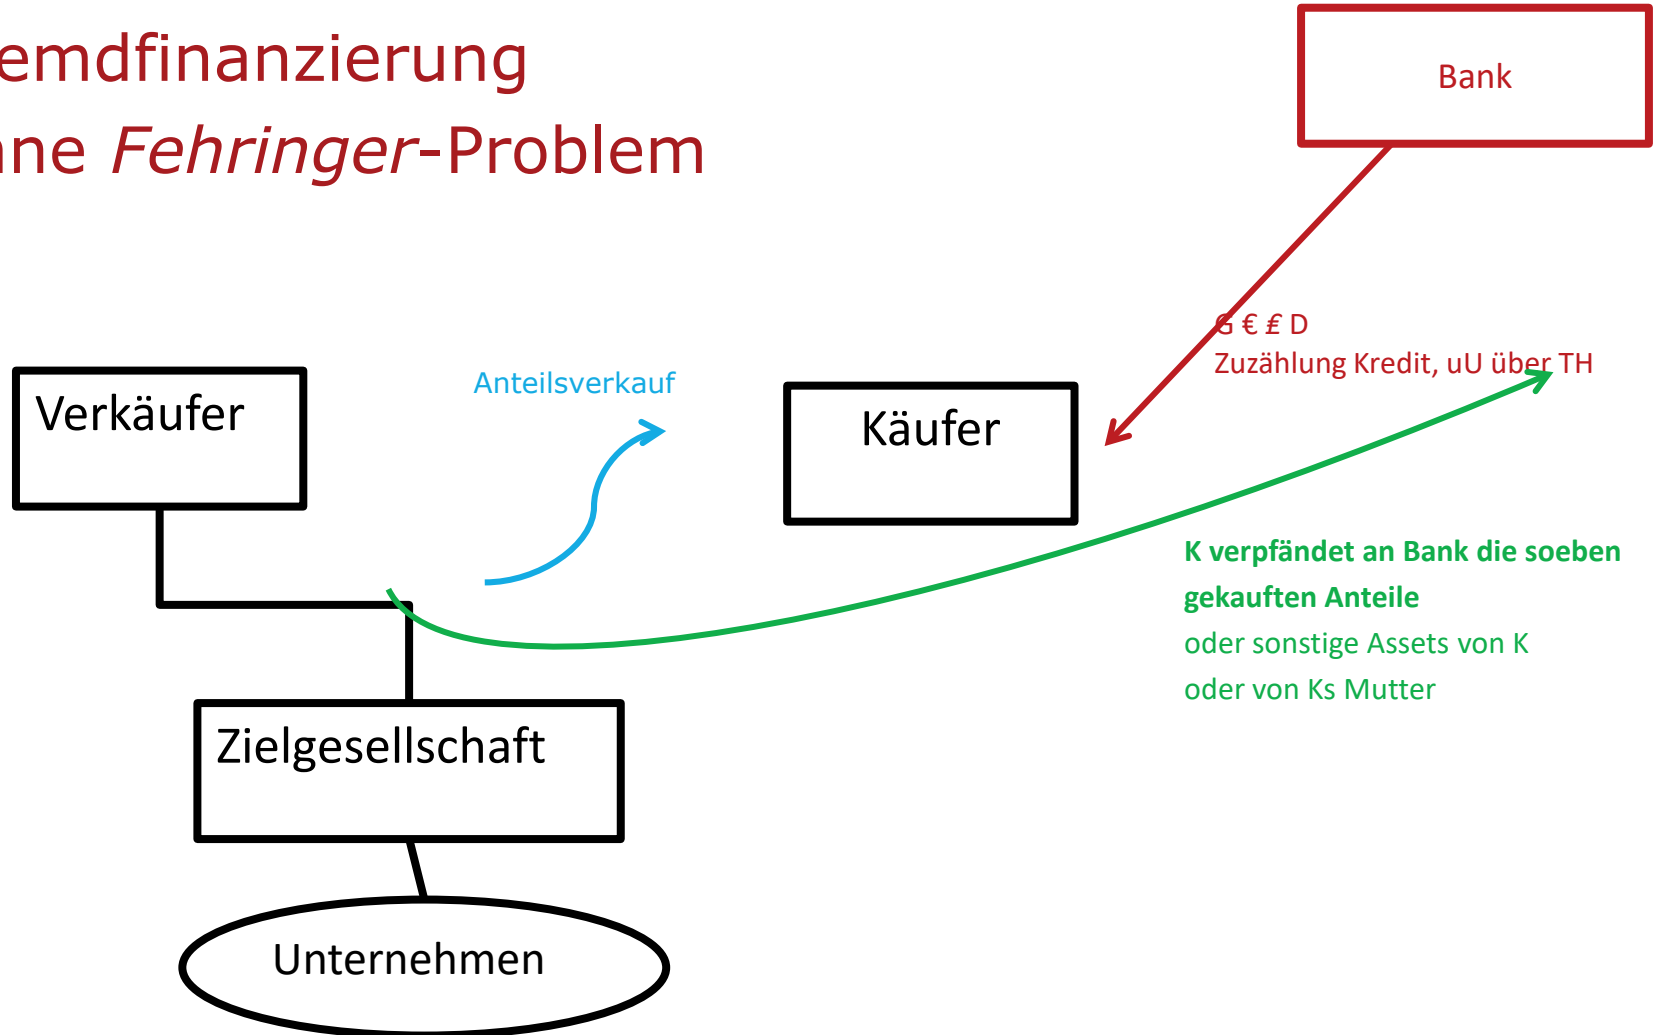 emdfinanzierung
ne Fehringer-Problem
Bank
G € £ D
Zuzählung Kredit, uU über TH
Anteilsverkauf
Verkäufer
Käufer
K verpfändet an Bank die soeben
gekauften Anteile
oder sonstige Assets von K
oder von Ks Mutter
Zielgesellschaft
Unternehmen